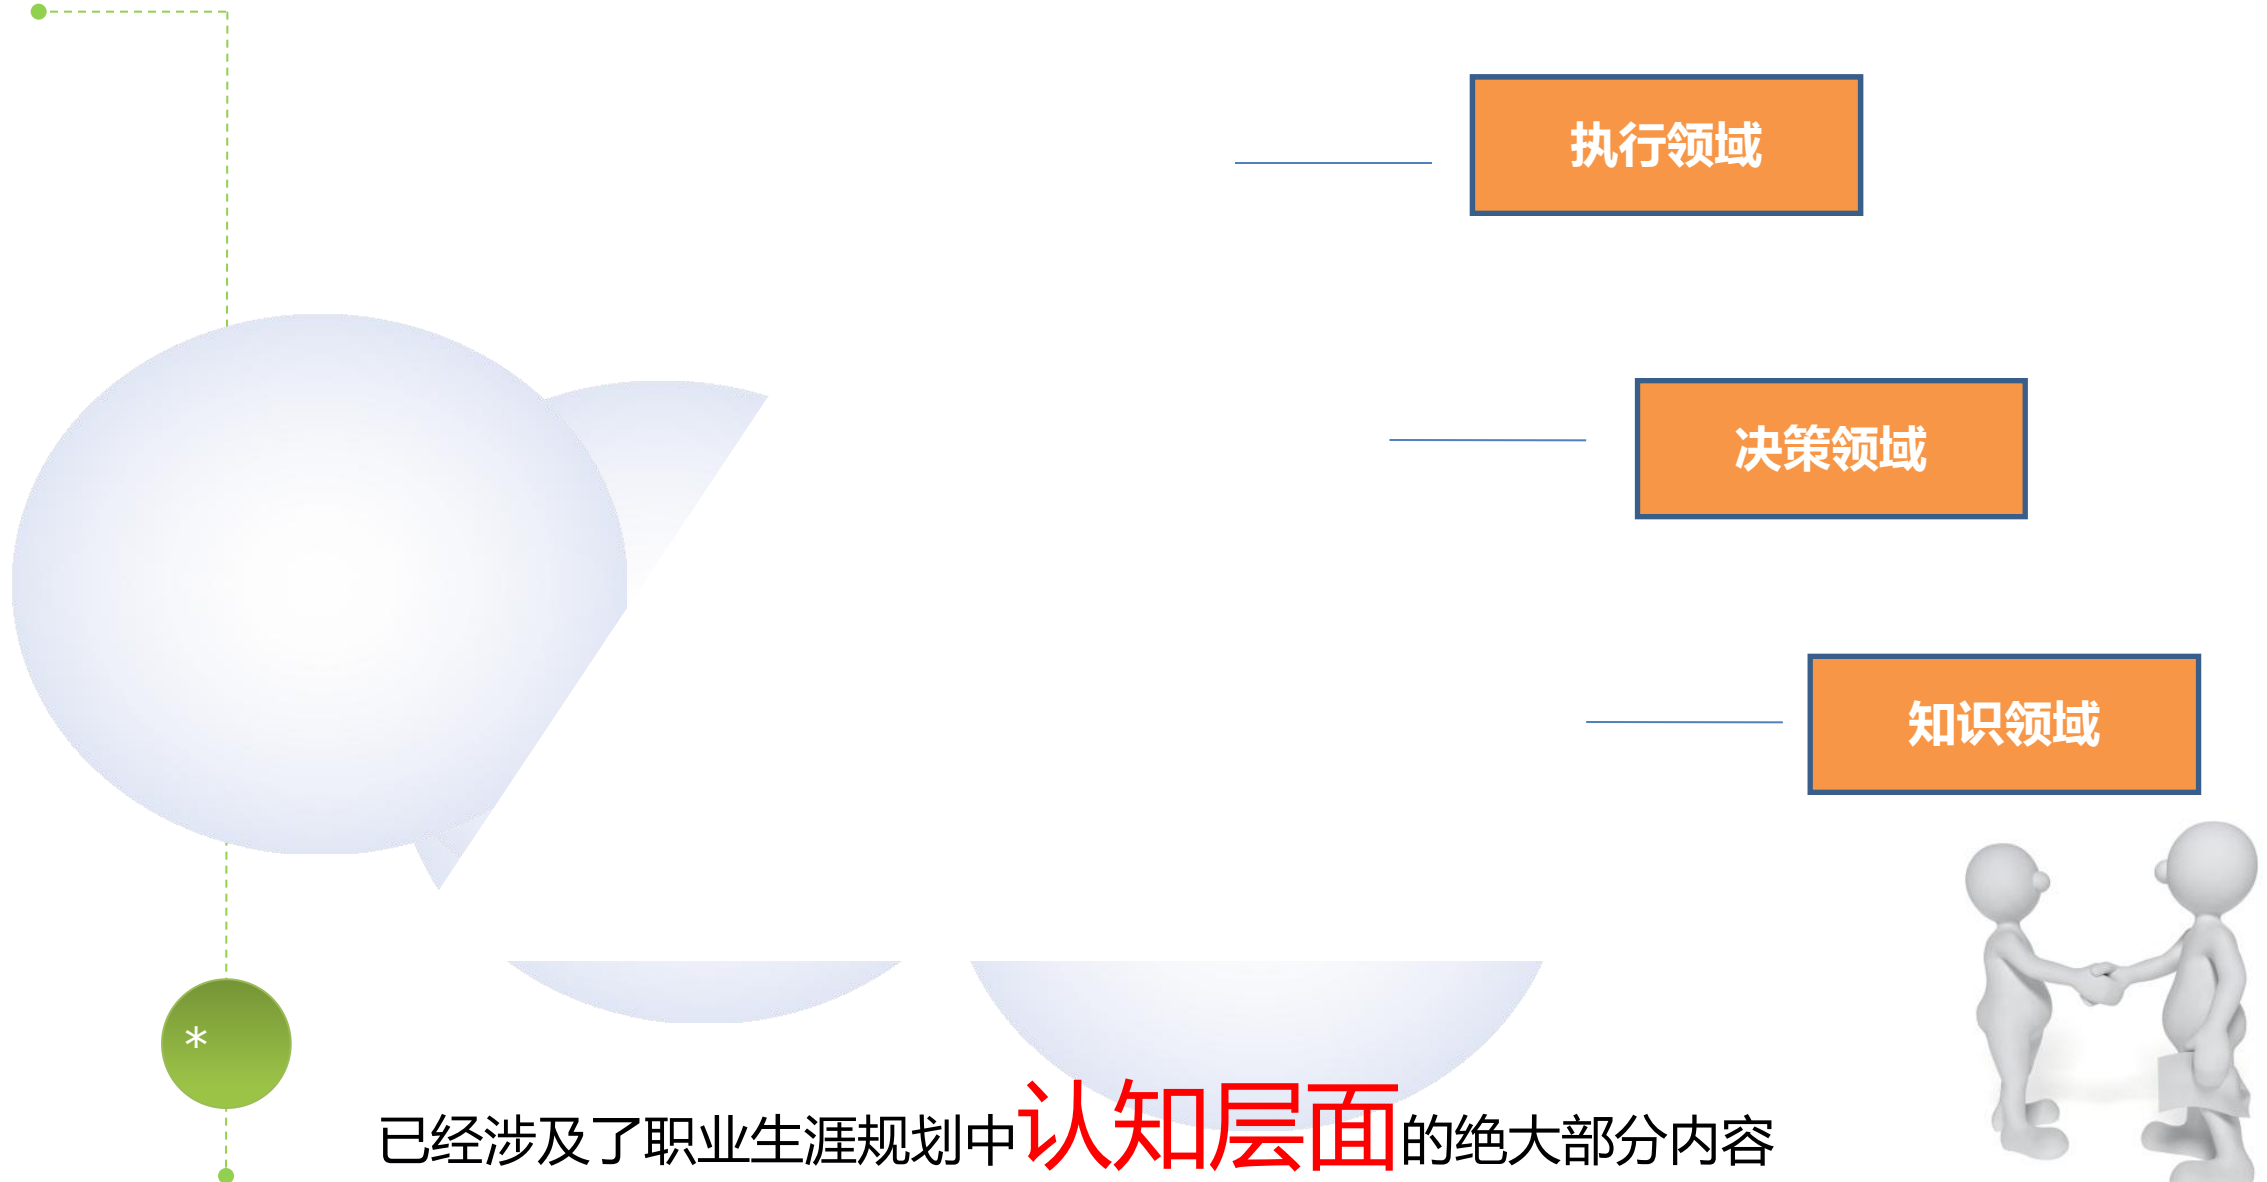 执行领域
决策领域
知识领域
*
已经涉及了职业生涯规划中认知层面的绝大部分内容